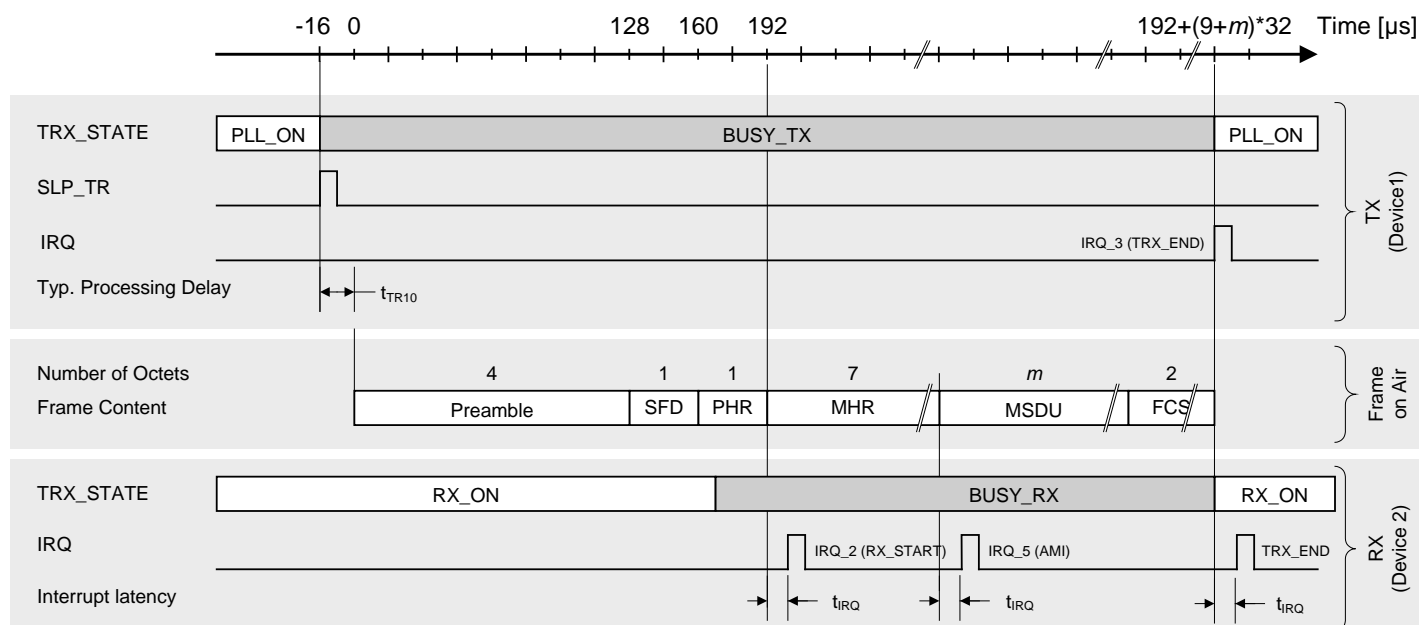 -16 0 128 160 192 192+(9+m)*32 Time [µs]
TRX_STATE PLL_ON BUSY_TX PLL_ON
SLP_TR
IRQ IRQ_3 (TRX_END)
Typ. Processing Delay tTR10
TX
(Device1)
Number of Octets 4 1 1 7 m 2
Frame Content Preamble SFD PHR MHR MSDU FCS
Frame
on Air
TRX_STATE RX_ON BUSY_RX RX_ON
IRQ IRQ_2 (RX_START) IRQ_5 (AMI) TRX_END
Interrupt latency tIRQ tIRQ tIRQ
RX
(Device 2)